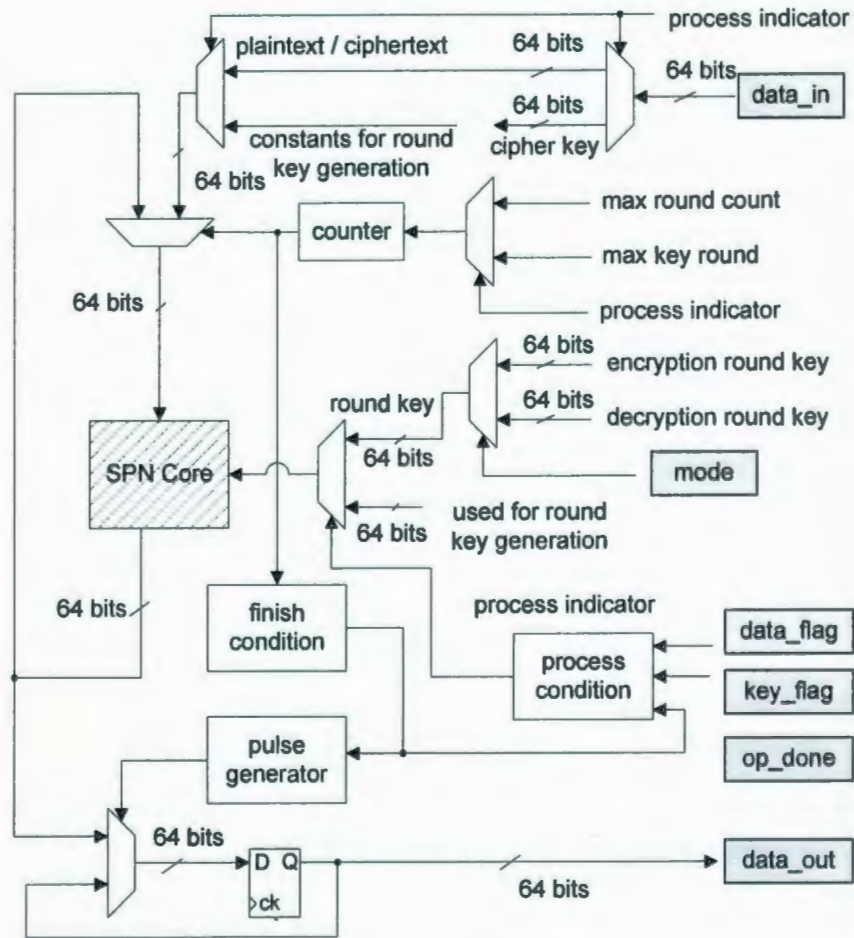 process indicator
plaintext / ciphertext
64 bits
64 bits
data_in
64 bits
constants for round
key generation
cipher key
64 bits
max round count
counter
max key round
64 bits
process indicator
64 bits
encryption round key
round key
64 bits
decryption round key
64 bits
SPN Core
mode
used for round
key generation
64 bits
64 bits
finish
condition
process indicator
data_flag
process
condition
key_flag
pulse
generator
op_done
64 bits
D Q
ck
data_out
64 bits